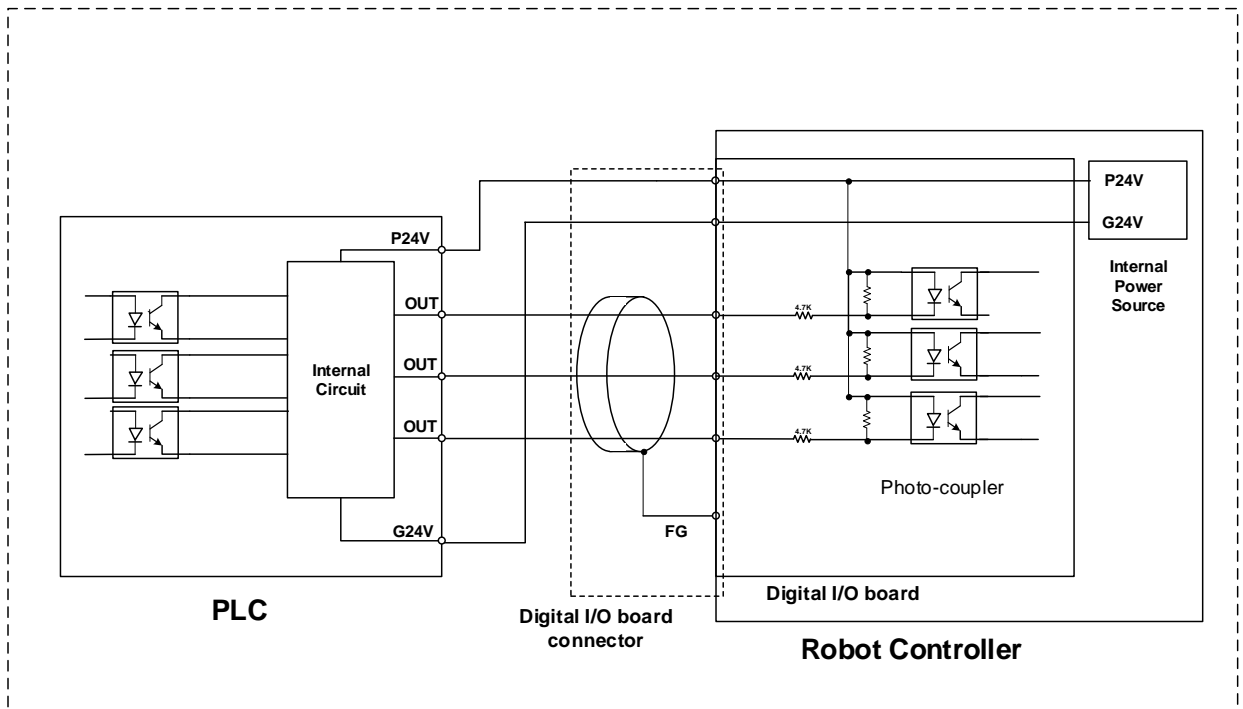 P24V
G24V
Internal
Power
Source
P24V
OUT
4.7K
Internal
Circuit
OUT
4.7K
OUT
4.7K
Photo-coupler
G24V
FG
PLC
Digital I/O board
connector
Digital I/O board
Robot Controller